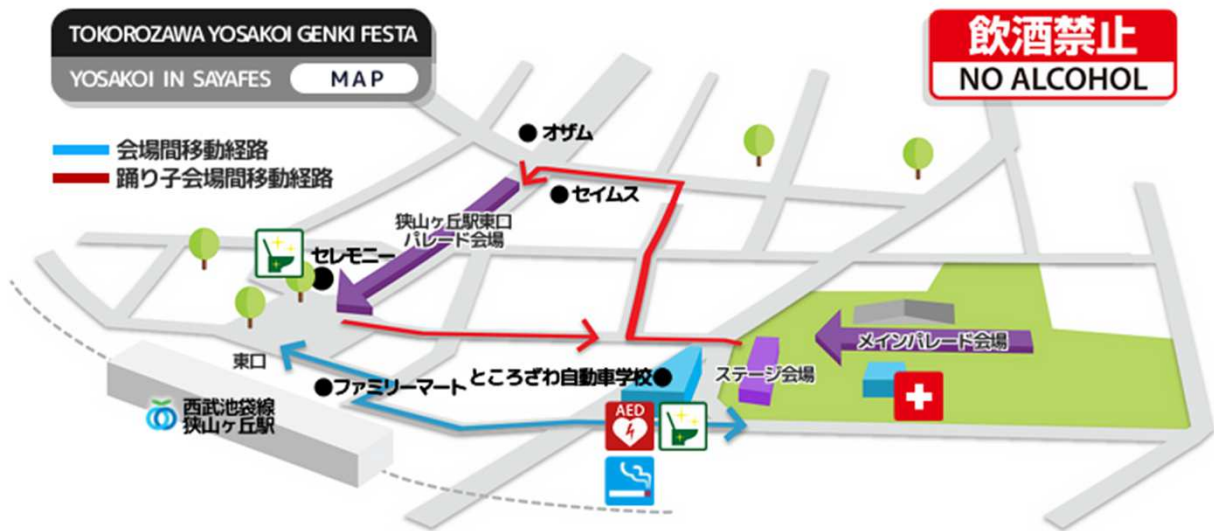 TOKOROZAWA YOSAKOI GENKI FESTA
YOSAKOI IN SAYAFES MAP
飲酒禁止
NO ALCOHOL
会場間移動経路
踊り子会場間移動経路
オザム
セイムス
狭山ヶ丘駅東口
パレード会場
セレモニー
東口
ファミリーマート
ところざわ自動車学校
ステージ会場
メインパレード会場
西武池袋線
狭山ヶ丘駅
AED